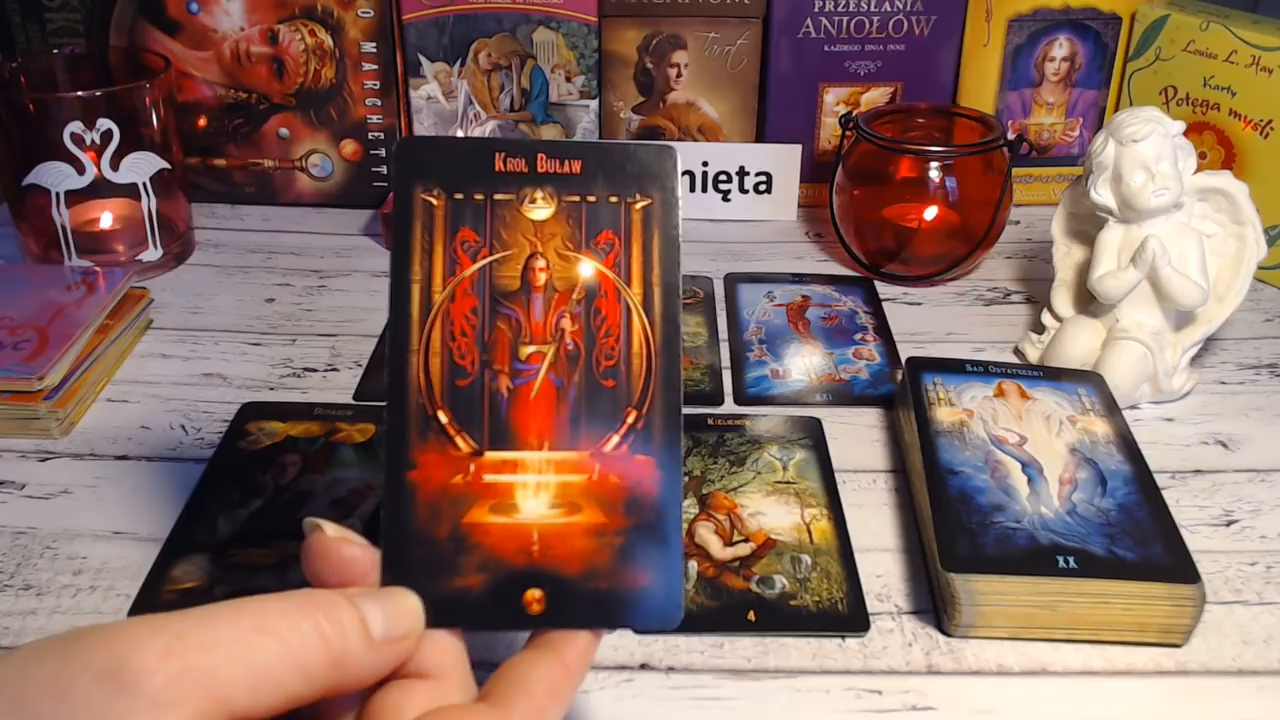 O MARCHETTI
ARCANUM
Tarot
PRZESŁANIA
ANIOŁÓW
KAŻDEGO DNIA INNE
Louise L. Hay
Karty
Potęga myśli
Król Buław
nięta
XXI
Kielichów
4
Sąd Ostateczny
XX